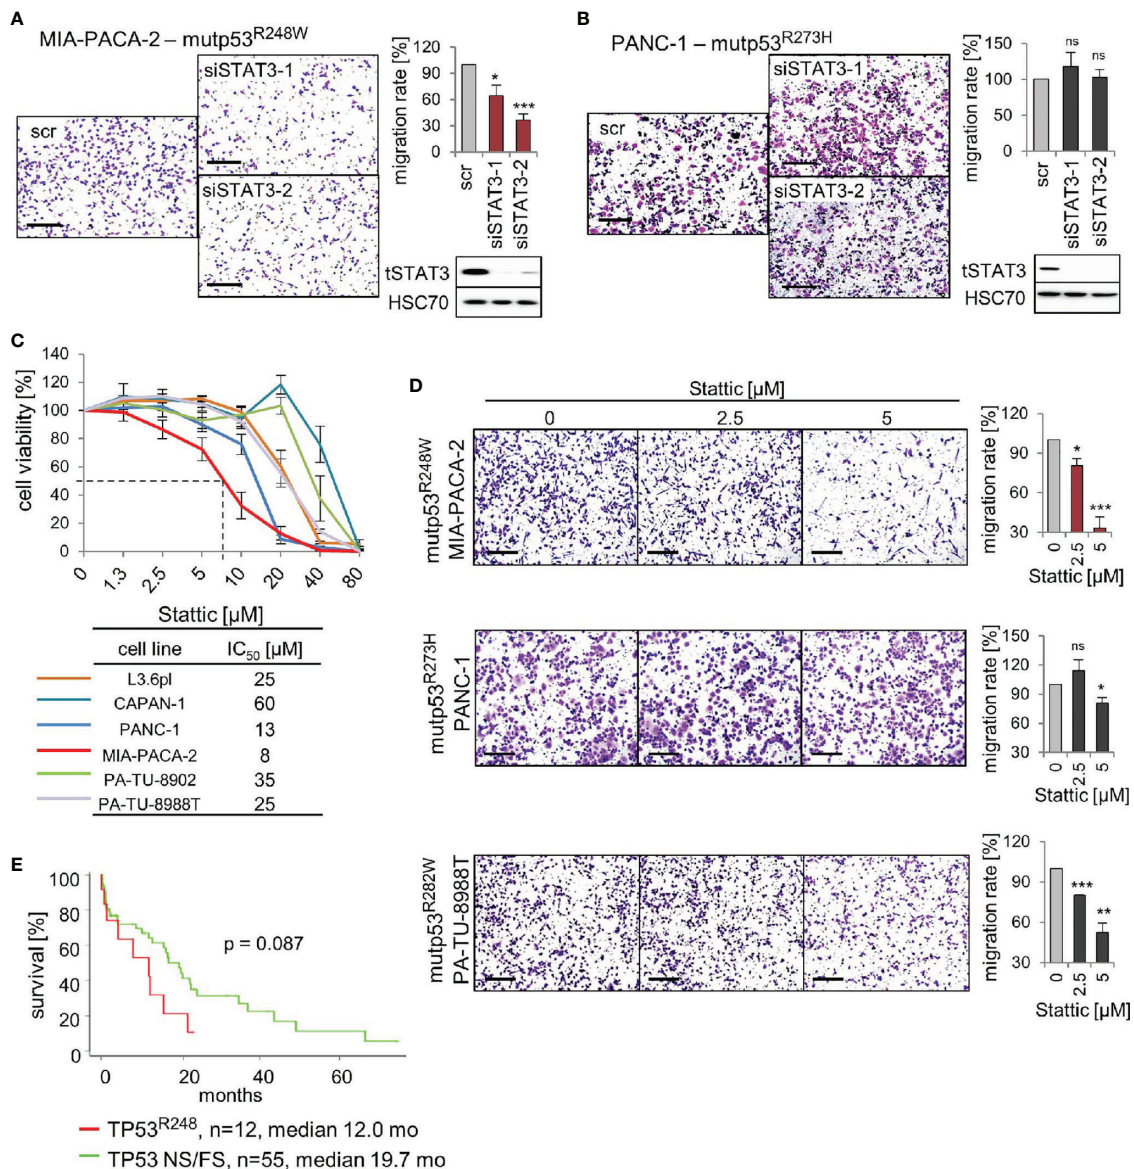 A
MIA-PACA-2 – mutp53R248W
scr
siSTAT3-1
siSTAT3-2
migration rate [%]
120
90
60
30
0
*
***
scr
siSTAT3-1
siSTAT3-2
tSTAT3
HSC70
B
PANC-1 – mutp53R273H
scr
siSTAT3-1
siSTAT3-2
migration rate [%]
150
100
50
0
ns
ns
scr
siSTAT3-1
siSTAT3-2
tSTAT3
HSC70
C
cell viability [%]
140
120
100
80
60
40
20
0
0 1.3 2.5 5 10 20 40 80
Stattic [µM]
cell line IC50 [µM]
L3.6pl 25
CAPAN-1 60
PANC-1 13
MIA-PACA-2 8
PA-TU-8902 35
PA-TU-8988T 25
D
Stattic [µM]
0 2.5 5
mutp53R248W
MIA-PACA-2
migration rate [%]
120
90
60
30
*
***
0 2.5 5
Stattic [µM]
mutp53R273H
PANC-1
migration rate [%]
150
120
90
60
30
ns
*
0 2.5 5
Stattic [µM]
mutp53R282W
PA-TU-8988T
migration rate [%]
120
90
60
30
***
**
0 2.5 5
Stattic [µM]
E
survival [%]
100
80
60
40
20
0
p = 0.087
0 20 40 60
months
TP53R248, n=12, median 12.0 mo
TP53 NS/FS, n=55, median 19.7 mo